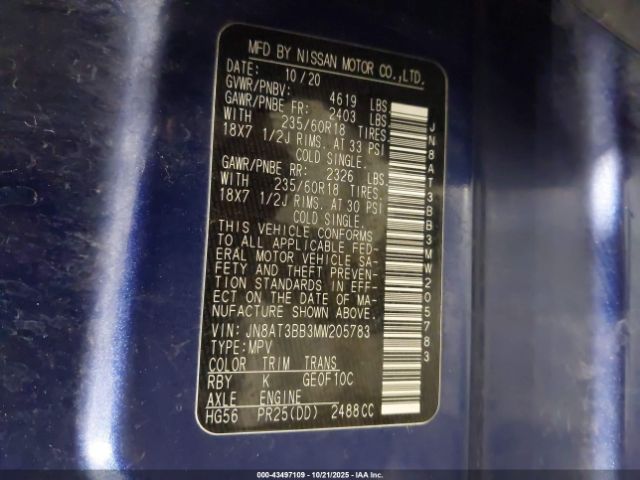 MFD BY NISSAN MOTOR CO.,LTD.
DATE: 10/20
GVWR/PNBV: 4619 LBS
GAWR/PNBE FR: 2403 LBS
WITH 235/60R18 TIRES
18X7 1/2J RIMS, AT 33 PSI
COLD SINGLE.
GAWR/PNBE RR: 2326 LBS
WITH 235/60R18 TIRES,
18X7 1/2J RIMS, AT 30 PSI
COLD SINGLE.
THIS VEHICLE CONFORMS
TO ALL APPLICABLE FED-
ERAL MOTOR VEHICLE SA-
FETY AND THEFT PREVEN-
TION STANDARDS IN EFF-
ECT ON THE DATE OF MA-
NUFACTURE SHOWN ABOVE.
VIN: JN8AT3BB3MW205783
TYPE:MPV
COLOR TRIM TRANS
RBY K GEOF10C
AXLE ENGINE
HG56 PR25(DD) 2488CC
JN8AT3BB3MW205783
000-43497109 - 10/21/2025 - IAA Inc.